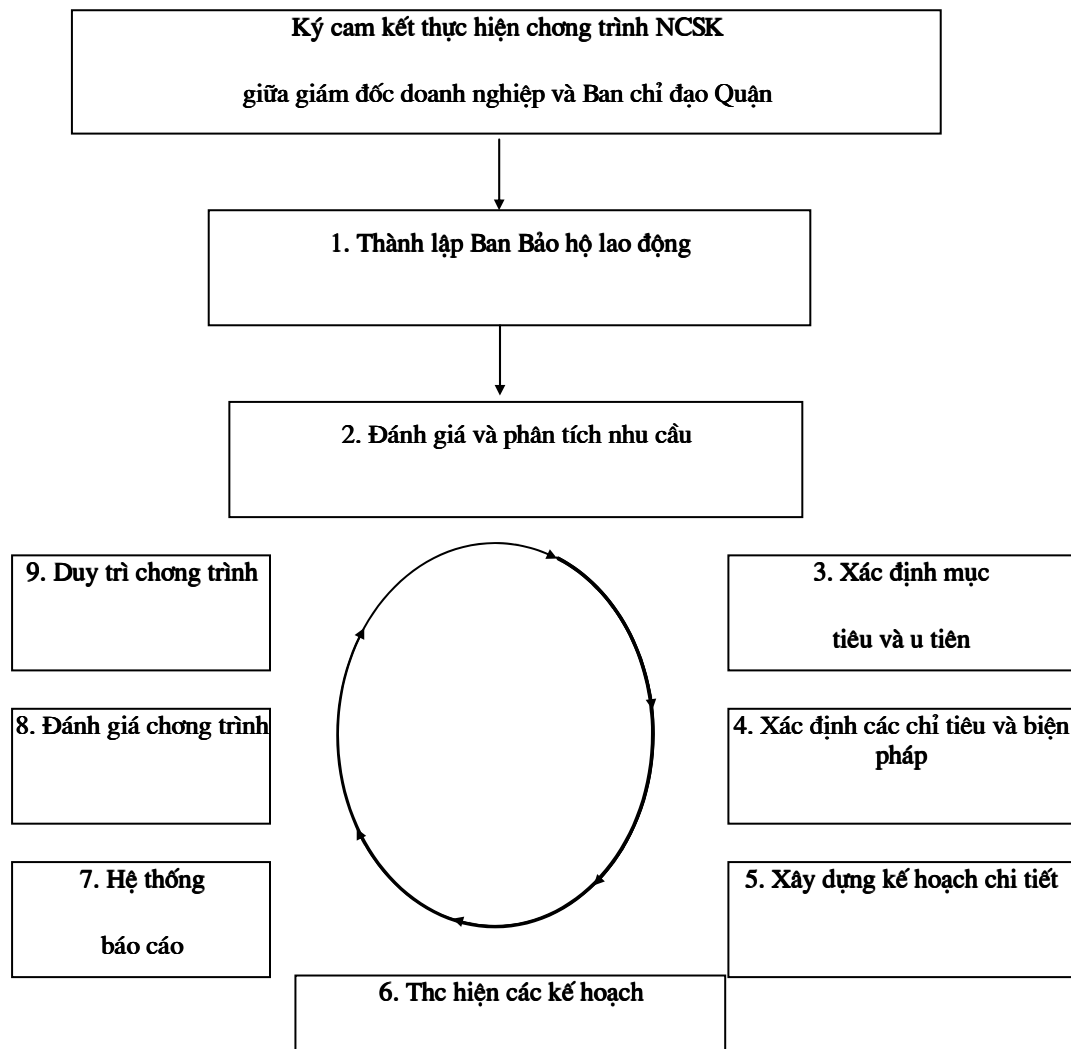 Ký cam kết thực hiện chơng trình NCSK
giữa giám đốc doanh nghiệp và Ban chỉ đạo Quận
1. Thành lập Ban Bảo hộ lao động
2. Đánh giá và phân tích nhu cầu
3. Xác định mục
tiêu và u tiên
4. Xác định các chỉ tiêu và biện
pháp
5. Xây dựng kế hoạch chi tiết
6. Thc hiện các kế hoạch
7. Hệ thống
báo cáo
8. Đánh giá chơng trình
9. Duy trì chơng trình